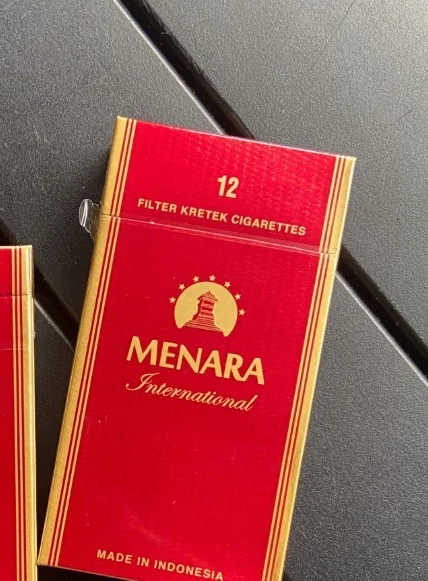 12
FILTER KRETEK CIGARETTES
MENARA
International
MADE IN INDONESIA